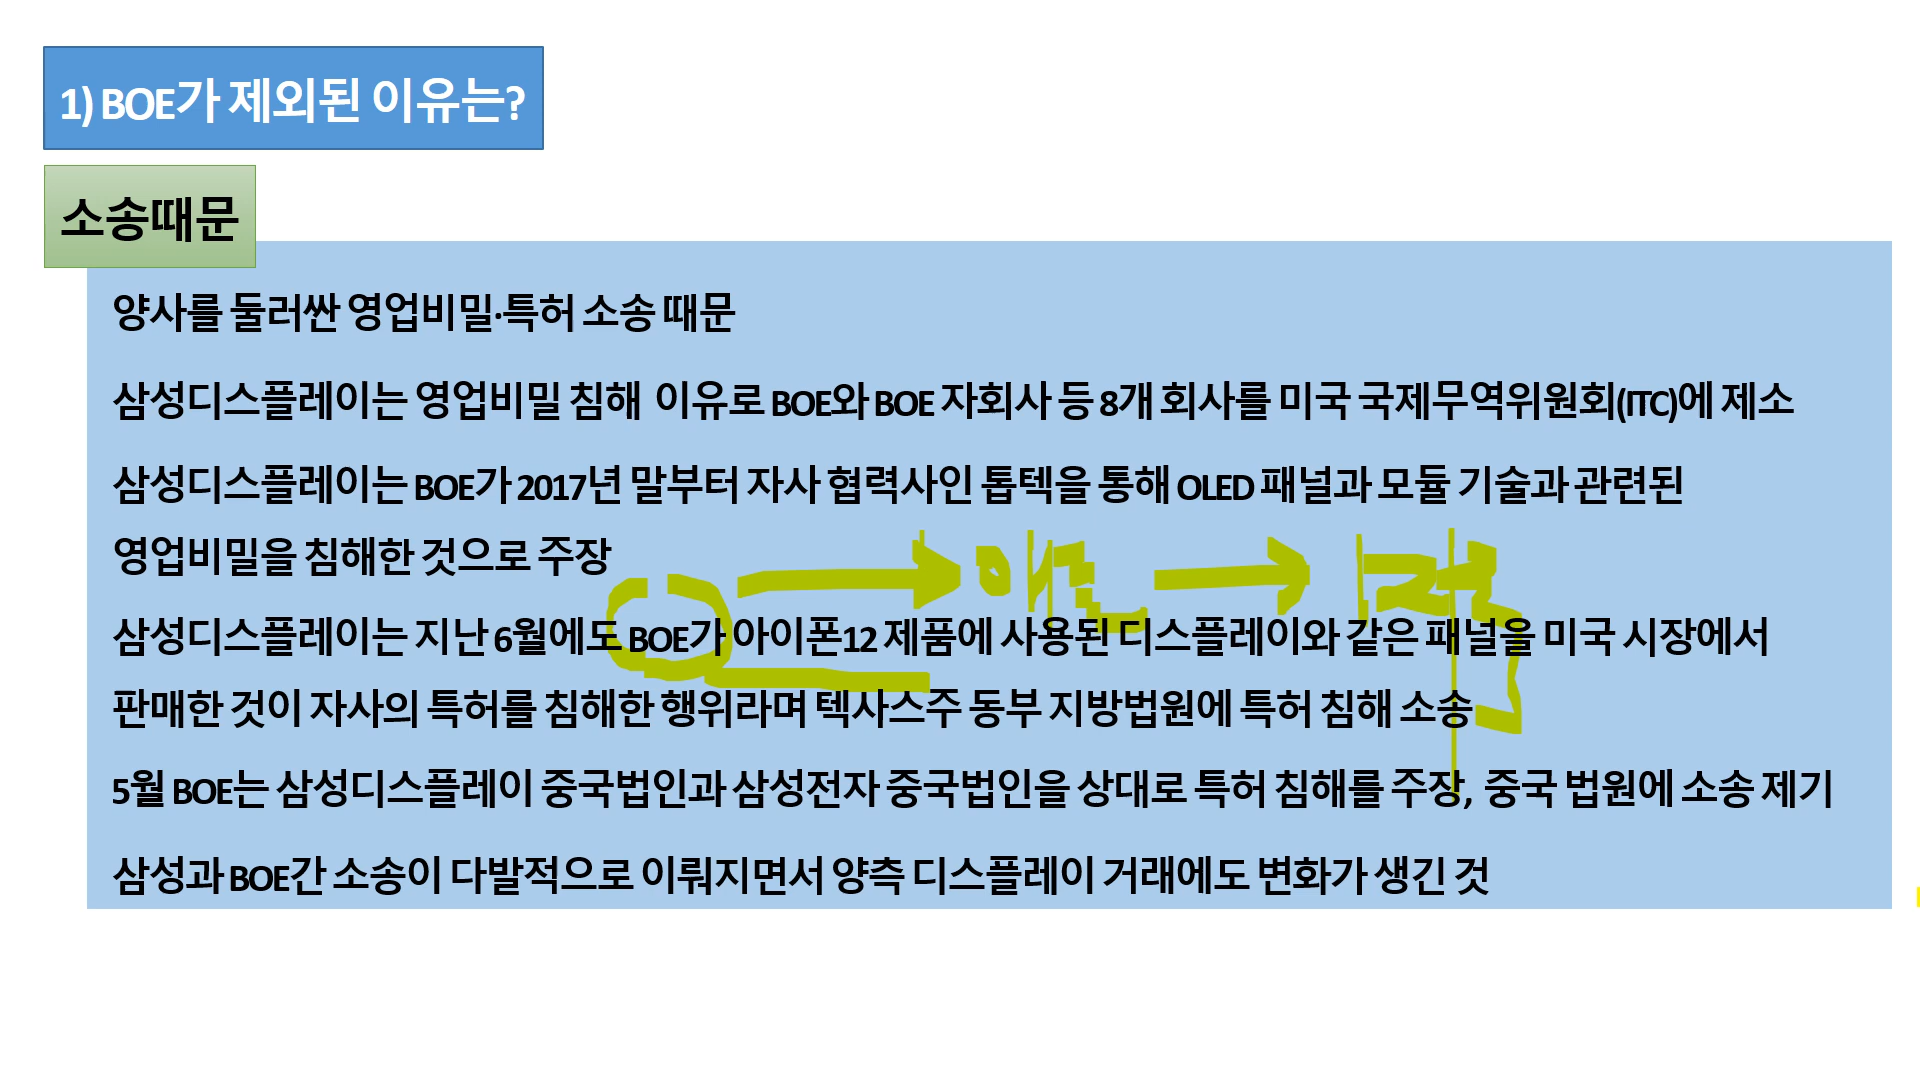 1) BOE가 제외된 이유는?
소송때문
양사를 둘러싼 영업비밀·특허 소송 때문
삼성디스플레이는 영업비밀 침해 이유로 BOE와 BOE 자회사 등 8개 회사를 미국 국제무역위원회(ITC)에 제소
삼성디스플레이는 BOE가 2017년 말부터 자사 협력사인 톱텍을 통해 OLED 패널과 모듈 기술과 관련된
영업비밀을 침해한 것으로 주장
삼성디스플레이는 지난 6월에도 BOE가 아이폰12 제품에 사용된 디스플레이와 같은 패널을 미국 시장에서
판매한 것이 자사의 특허를 침해한 행위라며 텍사스주 동부 지방법원에 특허 침해 소송
5월 BOE는 삼성디스플레이 중국법인과 삼성전자 중국법인을 상대로 특허 침해를 주장, 중국 법원에 소송 제기
삼성과 BOE간 소송이 다발적으로 이뤄지면서 양측 디스플레이 거래에도 변화가 생긴 것